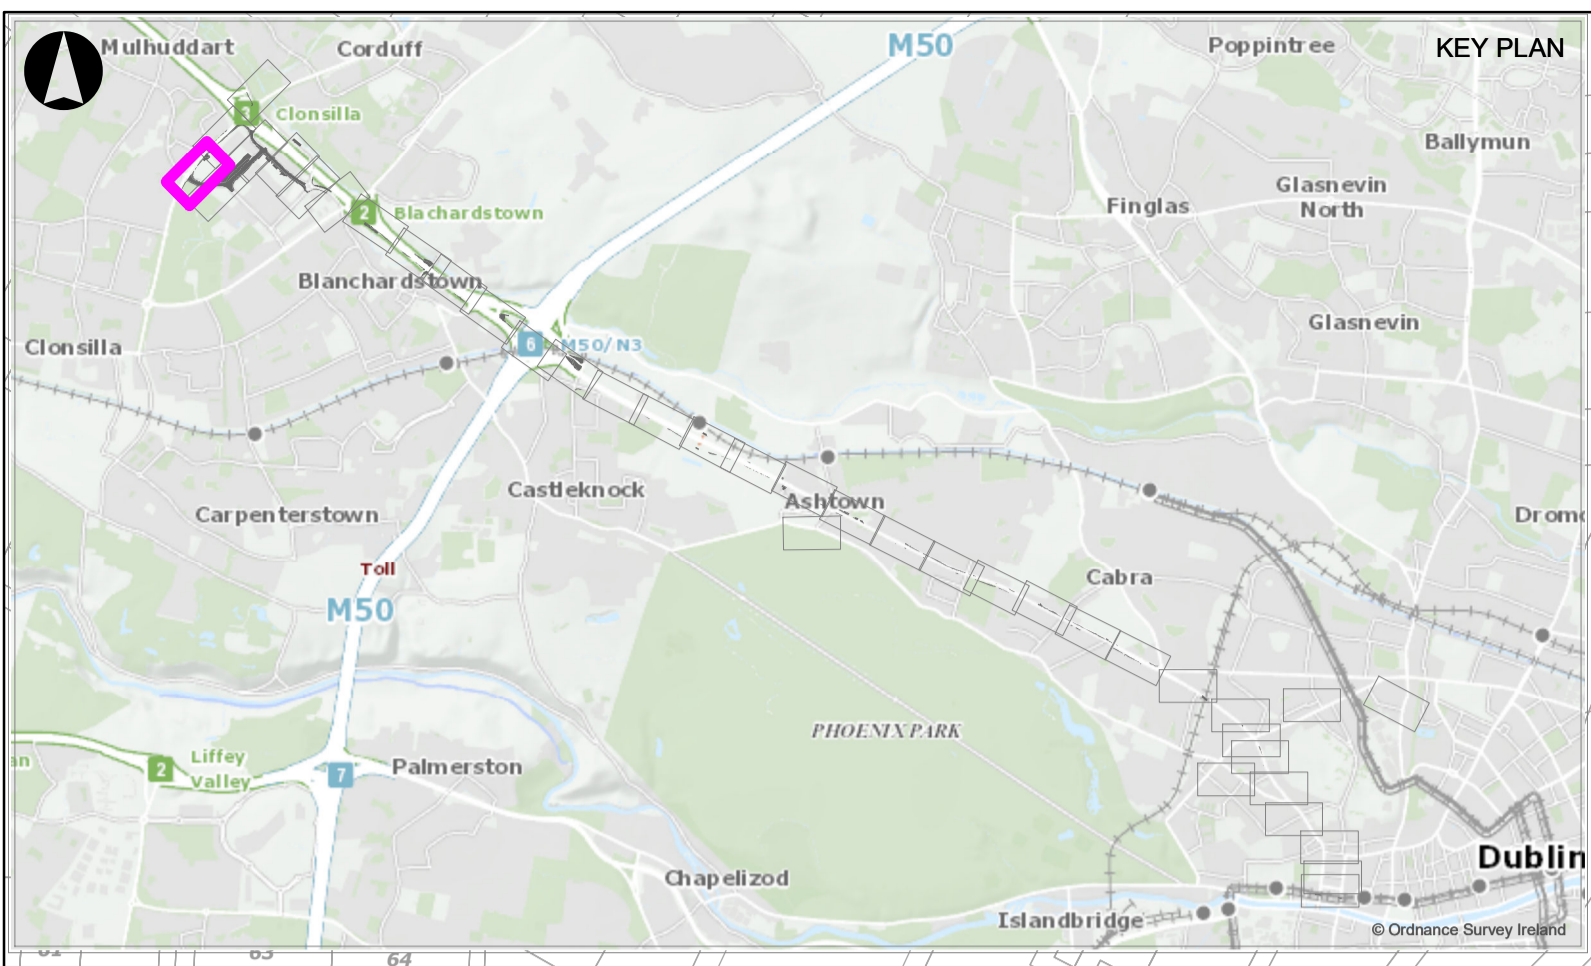 KEY PLAN
Mulhuddart
Corduff
M50
Poppintree
3
Clonsilla
Ballymun
2
Blachardstown
Glasnevin
North
Finglas
Blanchardstown
Glasnevin
Clonsilla
6
M50/N3
Castleknock
Ashtown
Carpenterstown
Dromc
Toll
M50
Cabra
PHOENIX PARK
an
2
Liffey
Valley
7
Palmerston
Dublin
Chapelizod
Islandbridge
© Ordnance Survey Ireland
63
64